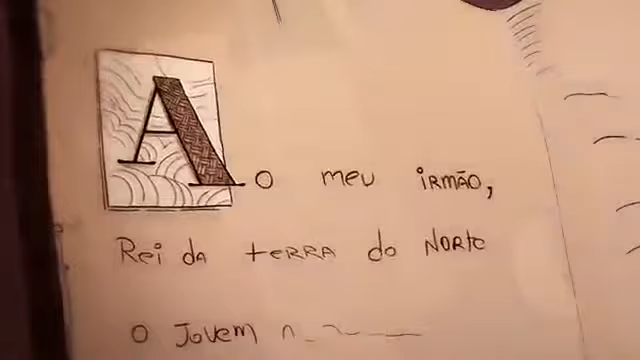 Ao meu irmão,
Rei da terra do Norte
O Jovem